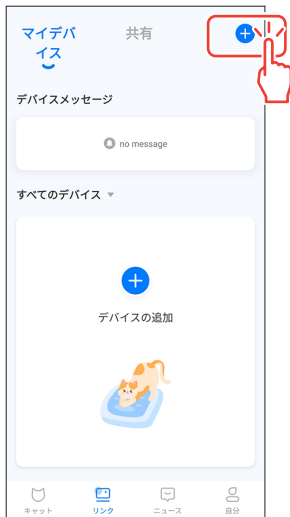 マイデバ
イス
共有
デバイスメッセージ
no message
すべてのデバイス
デバイスの追加
キャット
リンク
ニュース
自分